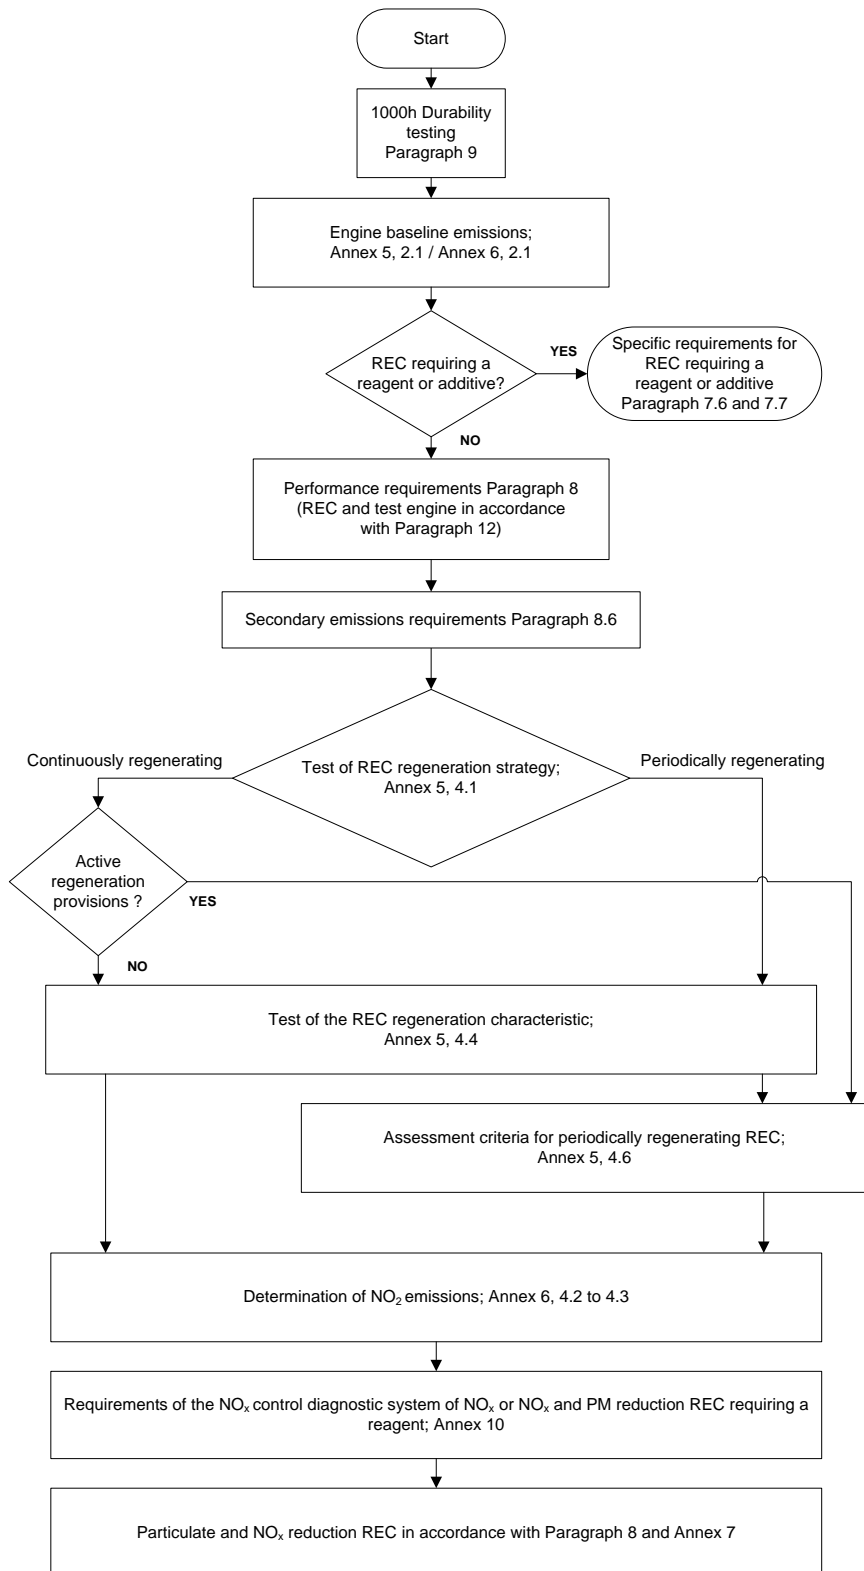 Start
1000h Durability
testing
Paragraph 9
Engine baseline emissions;
Annex 5, 2.1 / Annex 6, 2.1
REC requiring a
reagent or additive?
YES
Specific requirements for
REC requiring a
reagent or additive
Paragraph 7.6 and 7.7
NO
Performance requirements Paragraph 8
(REC and test engine in accordance
with Paragraph 12)
Secondary emissions requirements Paragraph 8.6
Continuously regenerating
Test of REC regeneration strategy;
Annex 5, 4.1
Periodically regenerating
Active
regeneration
provisions ?
YES
NO
Test of the REC regeneration characteristic;
Annex 5, 4.4
Assessment criteria for periodically regenerating REC;
Annex 5, 4.6
Determination of NO₂ emissions; Annex 6, 4.2 to 4.3
Requirements of the NOₓ control diagnostic system of NOₓ or NOₓ and PM reduction REC requiring a
reagent; Annex 10
Particulate and NOₓ reduction REC in accordance with Paragraph 8 and Annex 7